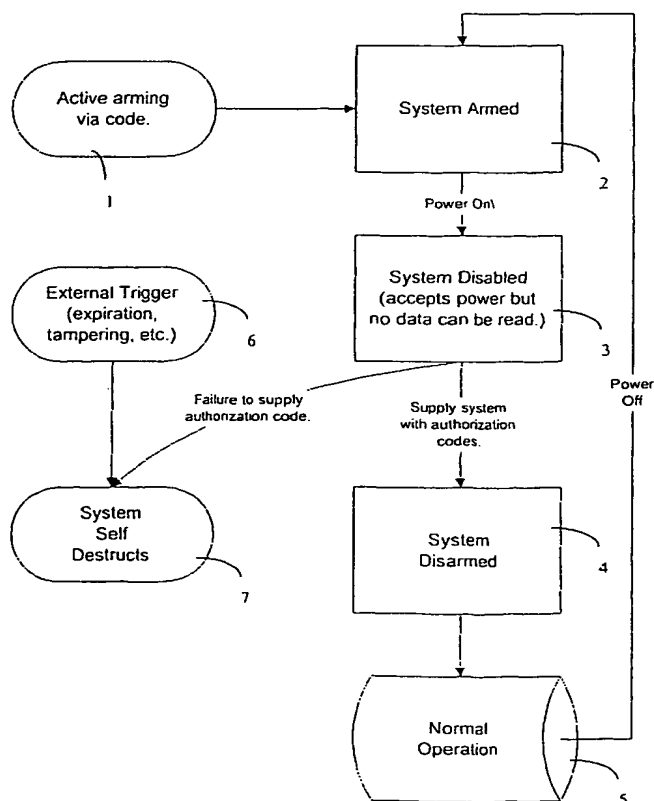 Active arming
via code.
1
System Armed
2
Power On\
System Disabled
(accepts power but
no data can be read.)
3
External Trigger
(expiration,
tampering, etc.)
6
Failure to supply
authorization code.
Supply system
with authorization
codes.
Power
Off
System
Self
Destructs
7
System
Disarmed
4
Normal
Operation
5